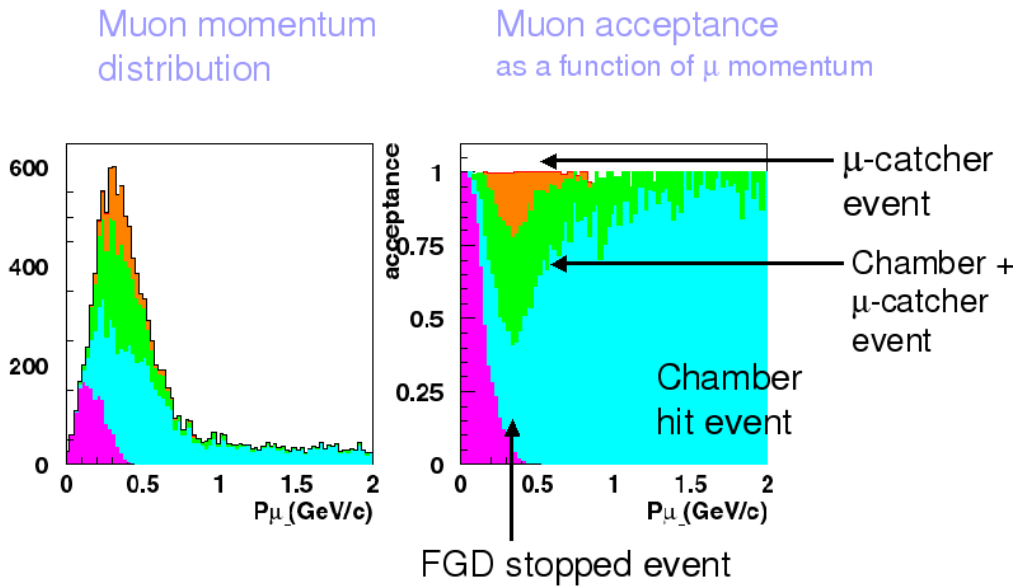 Muon momentum
distribution
Muon acceptance
as a function of μ momentum
600
400
200
0
0
0.5
1
1.5
2
Pμ_(GeV/c)
acceptance
1
0.75
0.5
0.25
0
0
0.5
1
1.5
2
Pμ_(GeV/c)
μ-catcher
event
Chamber +
μ-catcher
event
Chamber
hit event
FGD stopped event